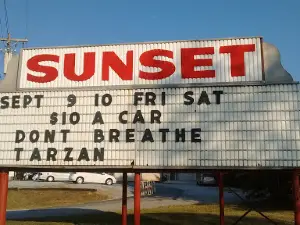 SUNSET
SEPT 9 10 FRI SAT
$10 A CAR
DONT BREATHE
TARZAN